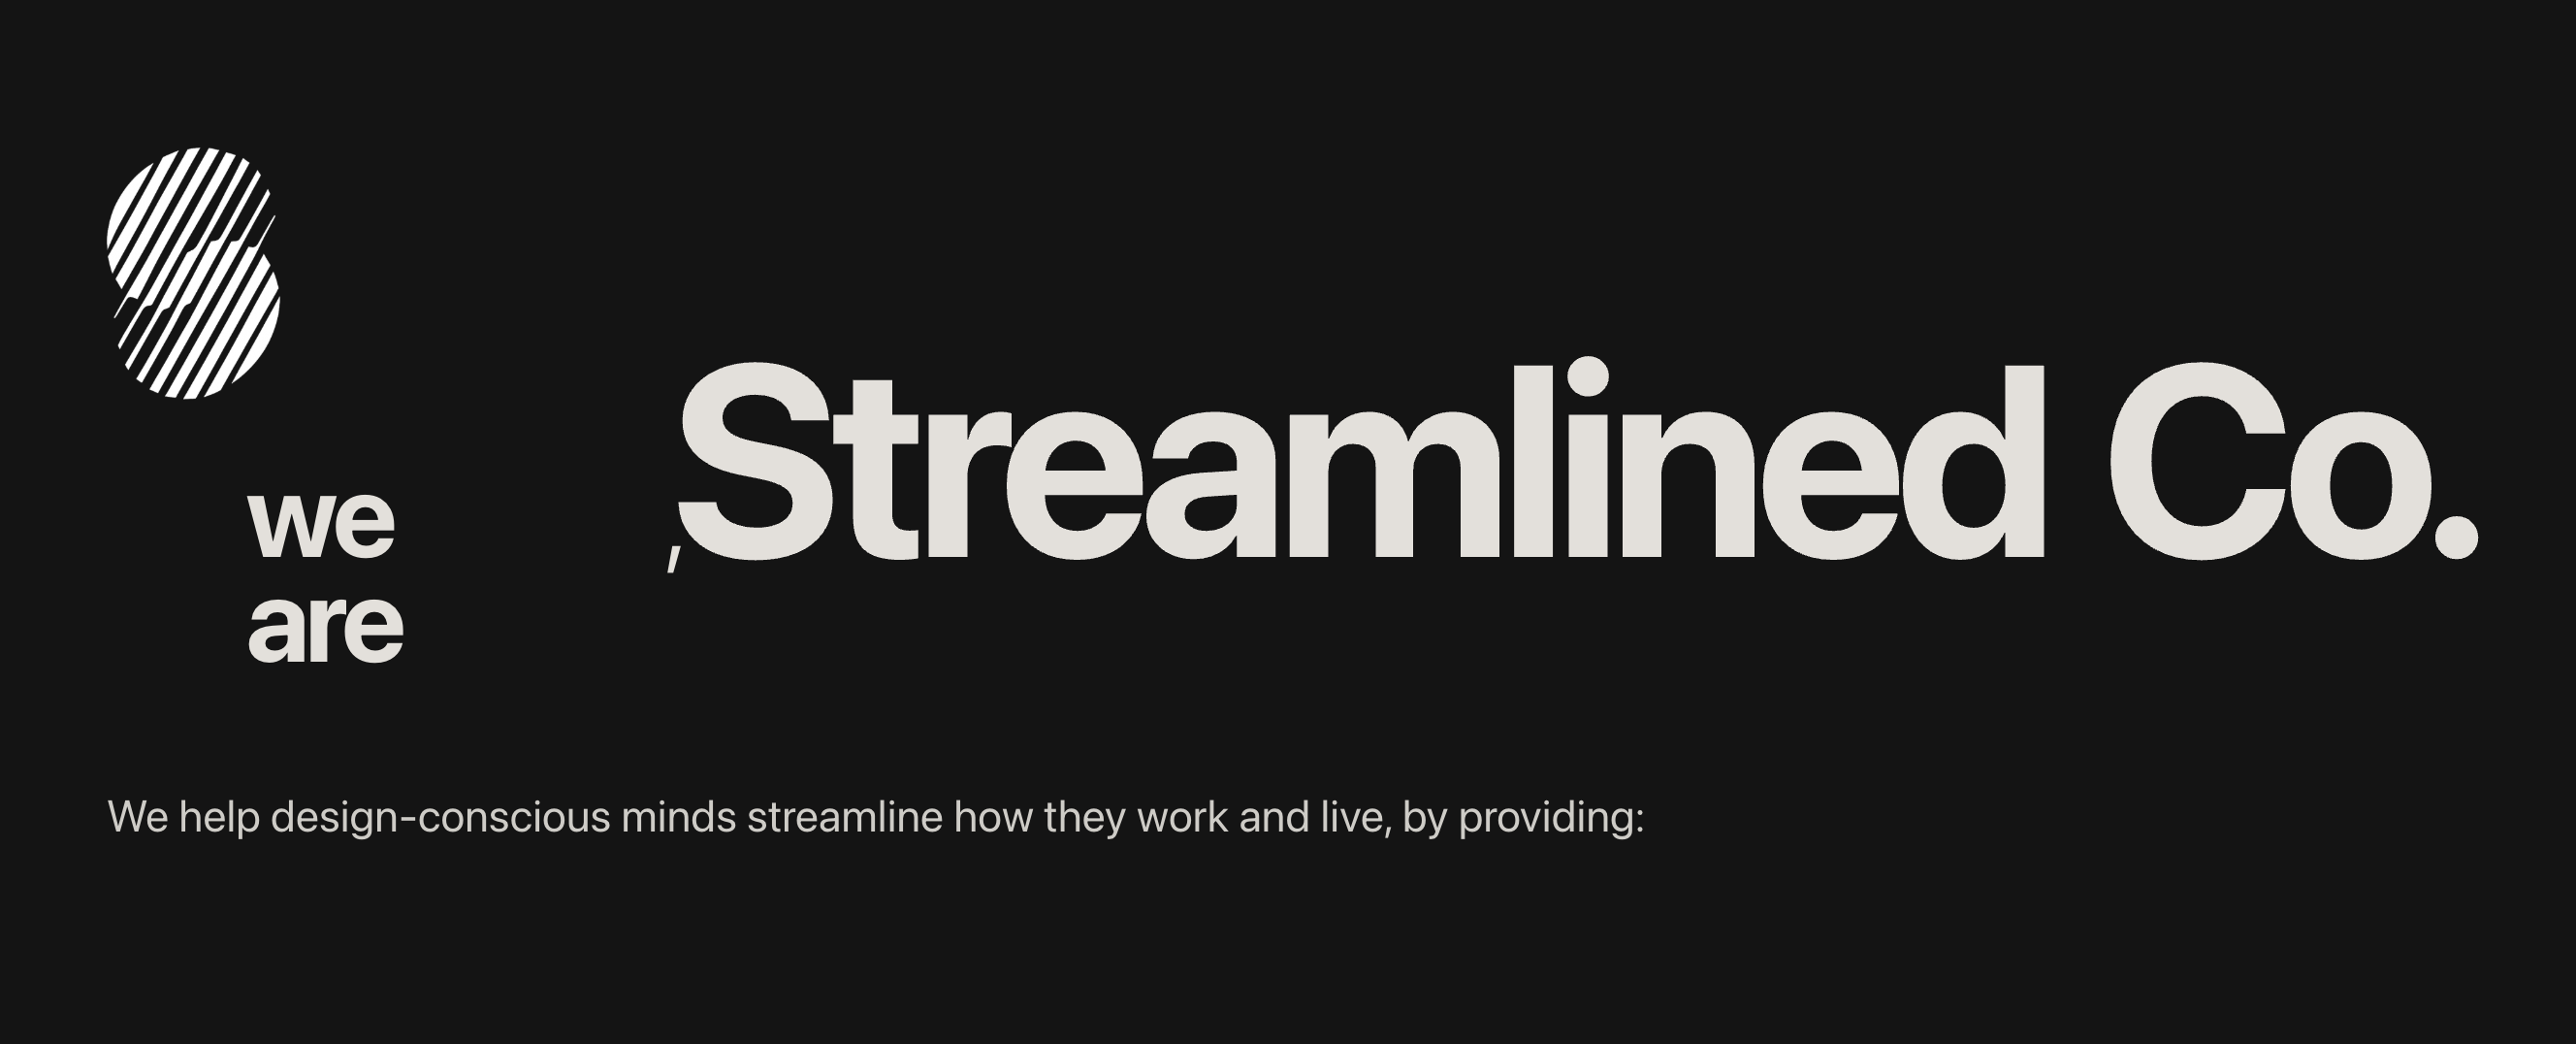 we
are
,Streamlined Co.
We help design-conscious minds streamline how they work and live, by providing: